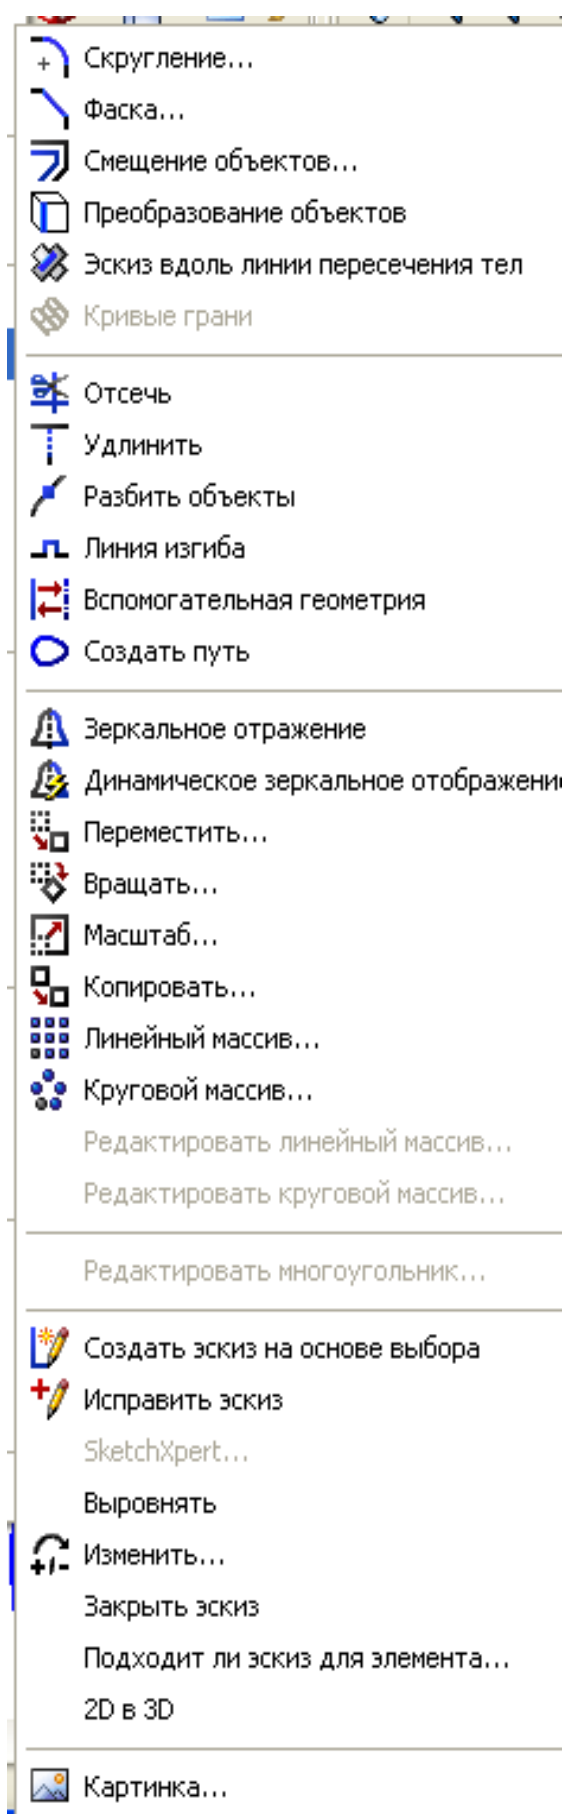 Скругление...
Фаска...
Смещение объектов...
Преобразование объектов
Эскиз вдоль линии пересечения тел
Кривые грани
Отсечь
Удлинить
Разбить объекты
Линия изгиба
Вспомогательная геометрия
Создать путь
Зеркальное отражение
Динамическое зеркальное отображени
Переместить...
Вращать...
Масштаб...
Копировать...
Линейный массив...
Круговой массив...
Редактировать линейный массив...
Редактировать круговой массив...
Редактировать многоугольник...
Создать эскиз на основе выбора
Исправить эскиз
SketchXpert...
Выровнять
Изменить...
Закрыть эскиз
Подходит ли эскиз для элемента...
2D в 3D
Картинка...